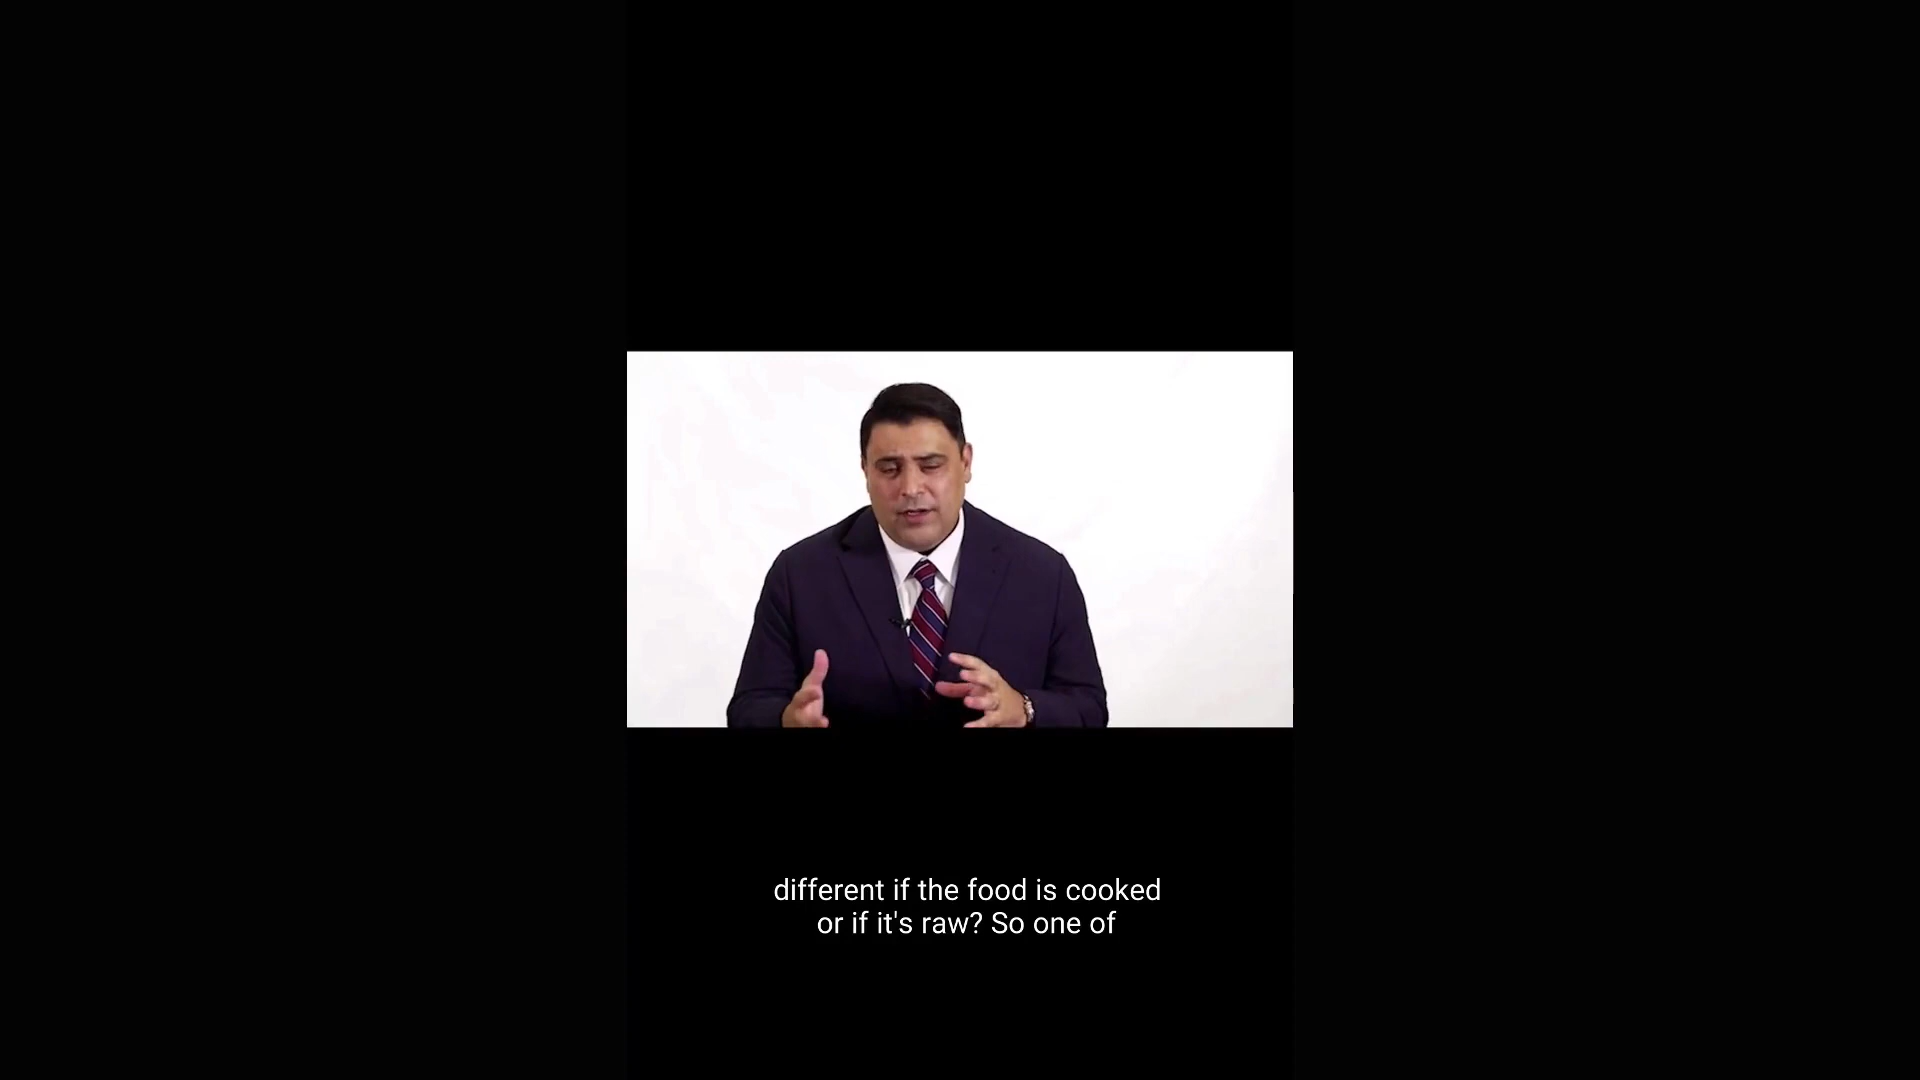 different if the food is cooked
or if it's raw? So one of